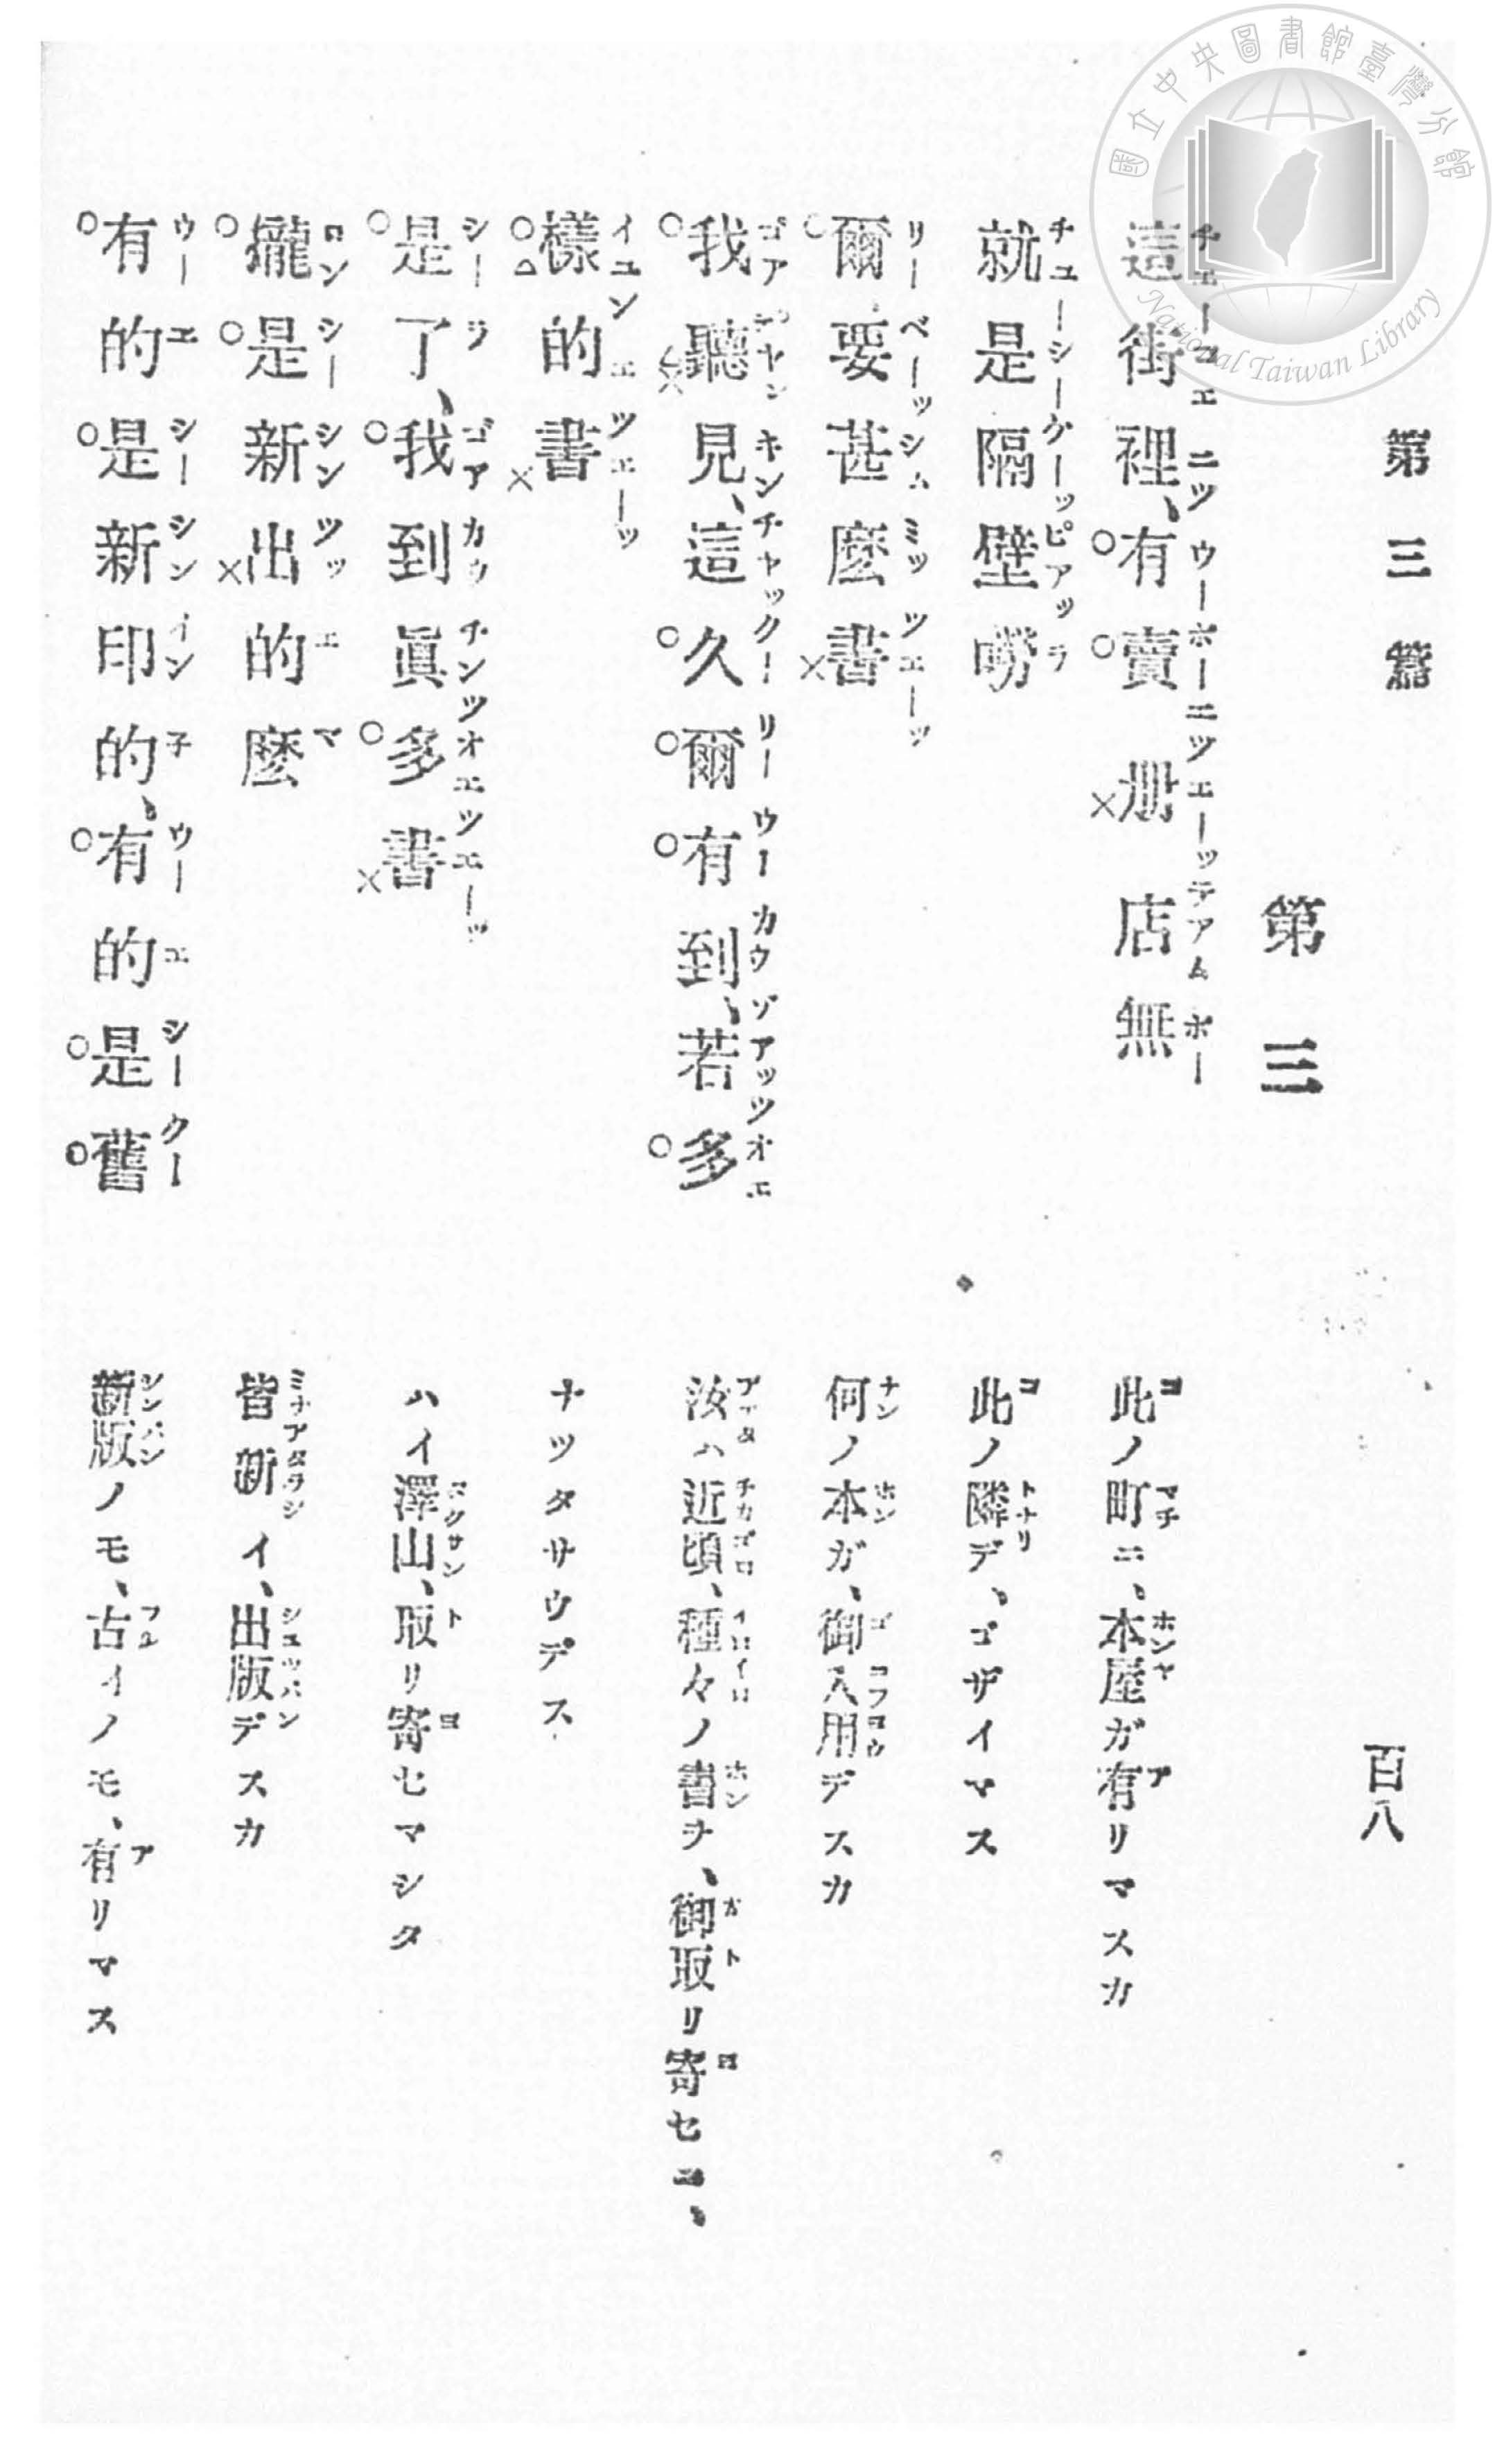 國立中央圖書館臺灣分館
National Taiwan Library
第三篇
百八
第三
這街裡、有賣册店無
此ノ町ニ、本屋ガ有リマスカ
就是隔壁嘮
此ノ隣デ、ゴザイマス
爾要甚麽書
何ノ本ガ、御入用デスカ
我聽見、這久爾有到、若多
汝ハ近頃、種々ノ書ヲ、御取リ寄セニ、
樣的書
ナツタサウデス
是了、我到眞多書
ハイ澤山、取リ寄セマシタ
攏是新出的麽
皆新イ、出版デスカ
有的是新印的、有的是舊
新版ノモ、古イノモ、有リマス